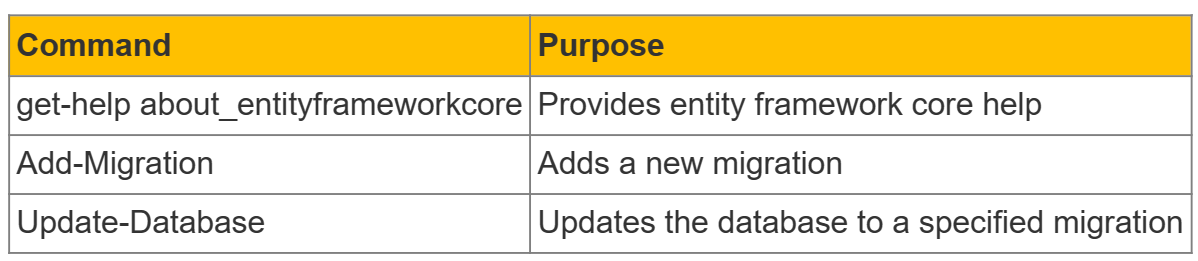 Command Purpose
get-help about_entityframeworkcore Provides entity framework core help
Add-Migration Adds a new migration
Update-Database Updates the database to a specified migration